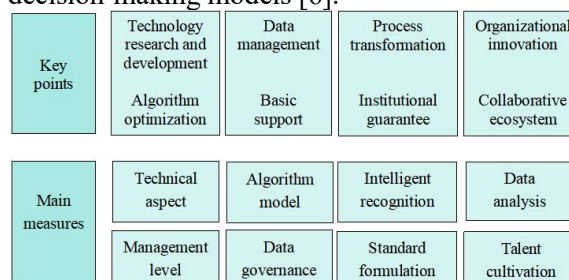 decision-making models [6].
Key
points
Technology
research and
development
Algorithm
optimization
Data
management
Basic
support
Process
transformation
Institutional
guarantee
Organizational
innovation
Collaborative
ecosystem
Main
measures
Technical
aspect
Algorithm
model
Intelligent
recognition
Data
analysis
Management
level
Data
governance
Standard
formulation
Talent
cultivation